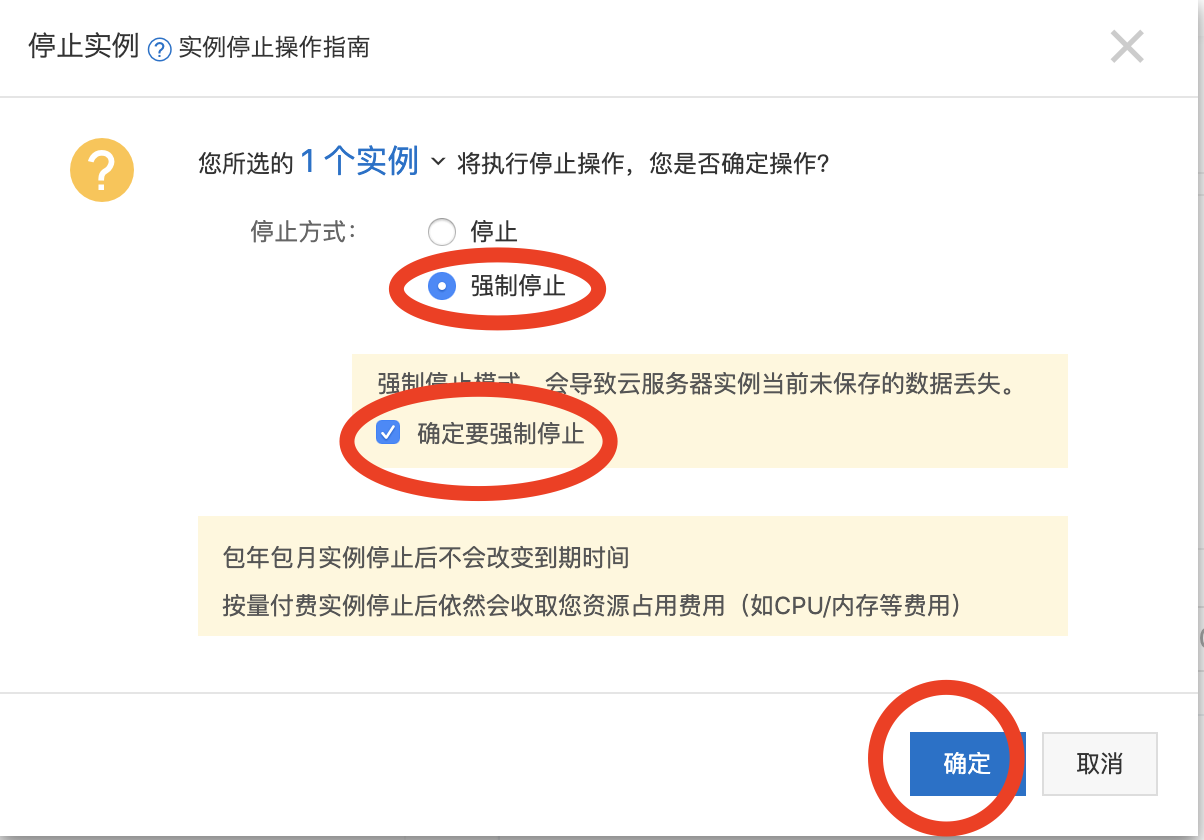 停止实例 ? 实例停止操作指南
?
您所选的 1 个实例 将执行停止操作，您是否确定操作?
停止方式：
停止
强制停止
强制停止模式，会导致云服务器实例当前未保存的数据丢失。
确定要强制停止
包年包月实例停止后不会改变到期时间
按量付费实例停止后依然会收取您资源占用费用（如CPU/内存等费用）
确定
取消